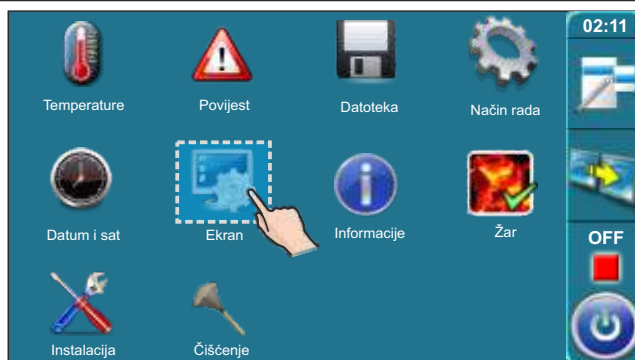 02:11
Temperature
Povijest
Datoteka
Način rada
Datum i sat
Ekran
Informacije
Žar
OFF
Instalacija
Čišćenje